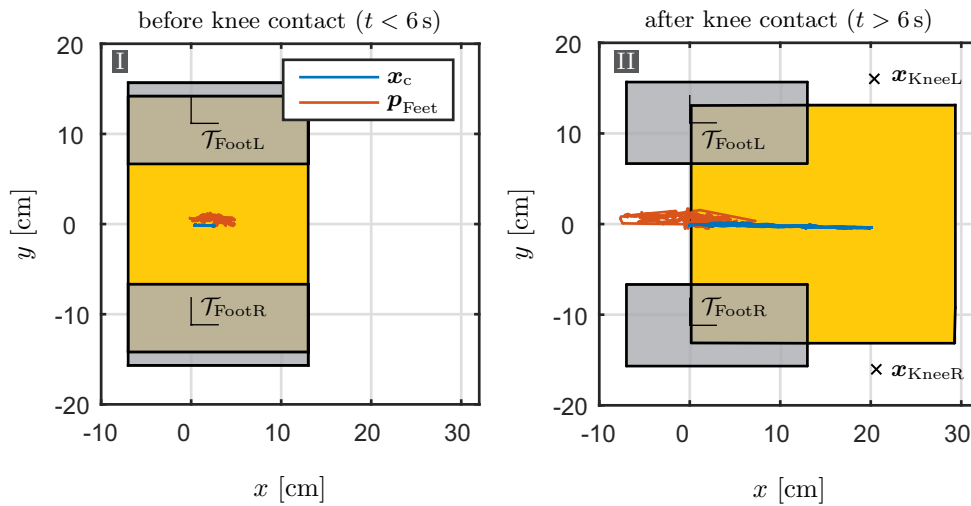 before knee contact (t < 6 s)
I
x_c
p_Feet
T_FootL
T_FootR
20
10
0
-10
-20
-10
0
10
20
30
y [cm]
x [cm]
after knee contact (t > 6 s)
II
x_KneeL
T_FootL
T_FootR
x_KneeR
20
10
0
-10
-20
-10
0
10
20
30
y [cm]
x [cm]